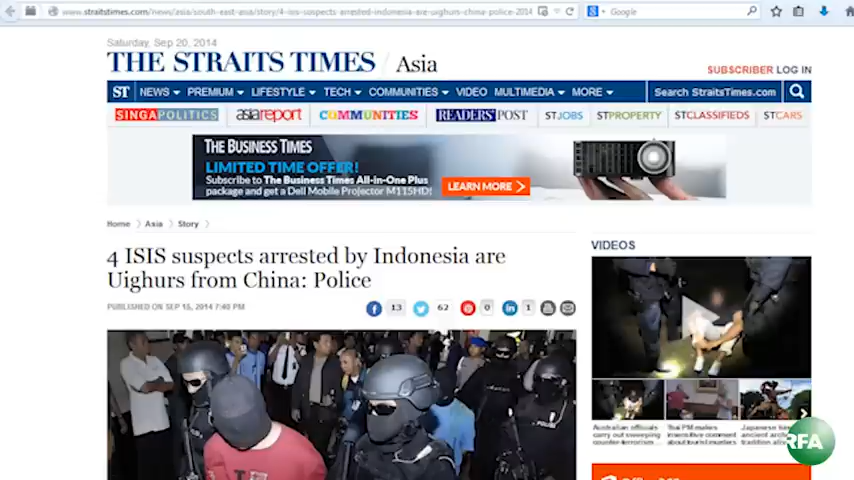 www.straitstimes.com/news/asia/south-east-asia/story/4-isis-suspects-arrested-indonesia-are-uighurs-china-police-2014
Google
Saturday, Sep 20, 2014
THE STRAITS TIMES / Asia
SUBSCRIBER LOG IN
ST NEWS PREMIUM LIFESTYLE TECH COMMUNITIES VIDEO MULTIMEDIA MORE Search StraitsTimes.com
SINGAPOLITICS asiareport COMMUNITIES READERS' POST STJOBS STPROPERTY STCLASSIFIEDS STCARS
THE BUSINESS TIMES
LIMITED TIME OFFER!
Subscribe to The Business Times All-in-One Plus
package and get a Dell Mobile Projector M115HD!
LEARN MORE
Home Asia Story
4 ISIS suspects arrested by Indonesia are
Uighurs from China: Police
PUBLISHED ON SEP 15, 2014 7:40 PM
13 62 0 1
VIDEOS
Australian officials
carry out sweeping
counter-terrorism...
Thai PM makes
insensitive comment
about tourist murders
Japanese
ancient
tradition
RFA